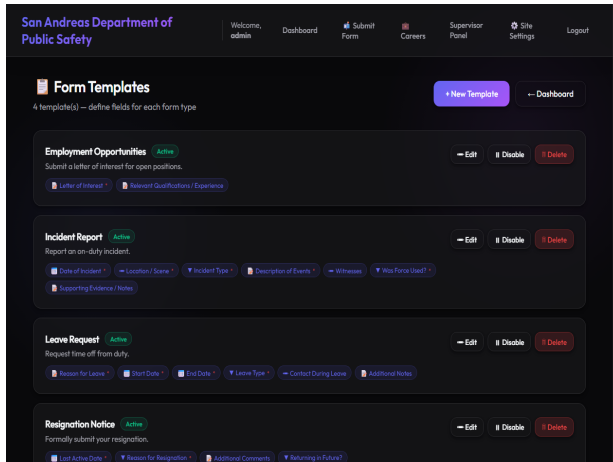 San Andreas Department of
Public Safety
Welcome,
admin
Dashboard
Submit
Form
Careers
Supervisor
Panel
Site
Settings
Logout
Form Templates
4 template(s) — define fields for each form type
+ New Template
← Dashboard
Employment Opportunities Active
Submit a letter of interest for open positions.
Edit Disable Delete
Letter of Interest * Relevant Qualifications / Experience
Incident Report Active
Report an on-duty incident.
Edit Disable Delete
Date of Incident * Location / Scene * Incident Type * Description of Events * Witnesses Was Force Used? *
Supporting Evidence / Notes
Leave Request Active
Request time off from duty.
Edit Disable Delete
Reason for Leave * Start Date * End Date * Leave Type * Contact During Leave Additional Notes
Resignation Notice Active
Formally submit your resignation.
Edit Disable Delete
Last Active Date * Reason for Resignation * Additional Comments Returning in Future?